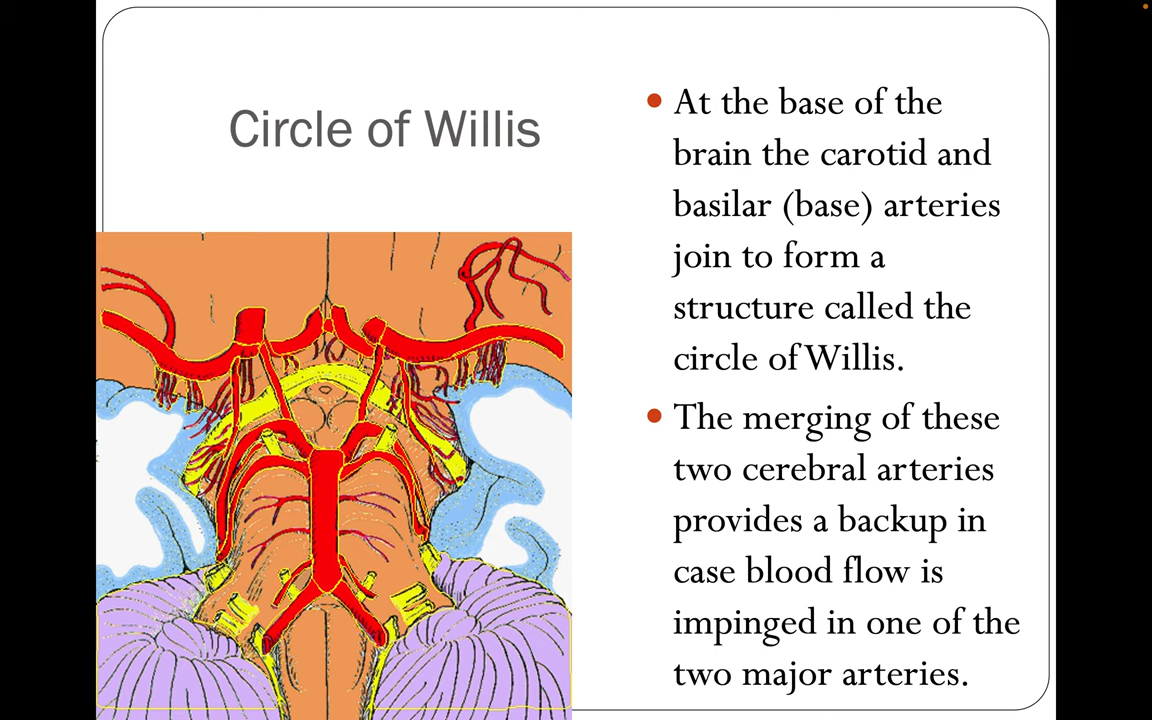 Circle of Willis
• At the base of the
brain the carotid and
basilar (base) arteries
join to form a
structure called the
circle of Willis.
• The merging of these
two cerebral arteries
provides a backup in
case blood flow is
impinged in one of the
two major arteries.